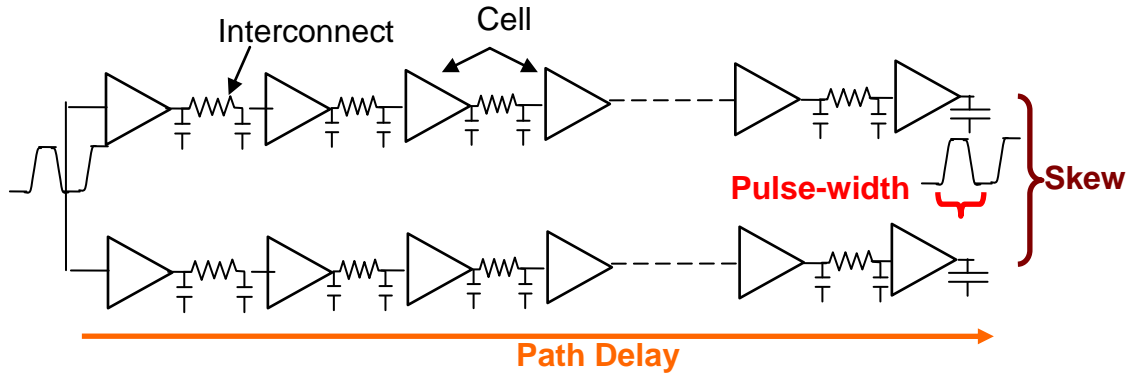 Interconnect
Cell
Pulse-width
Skew
Path Delay